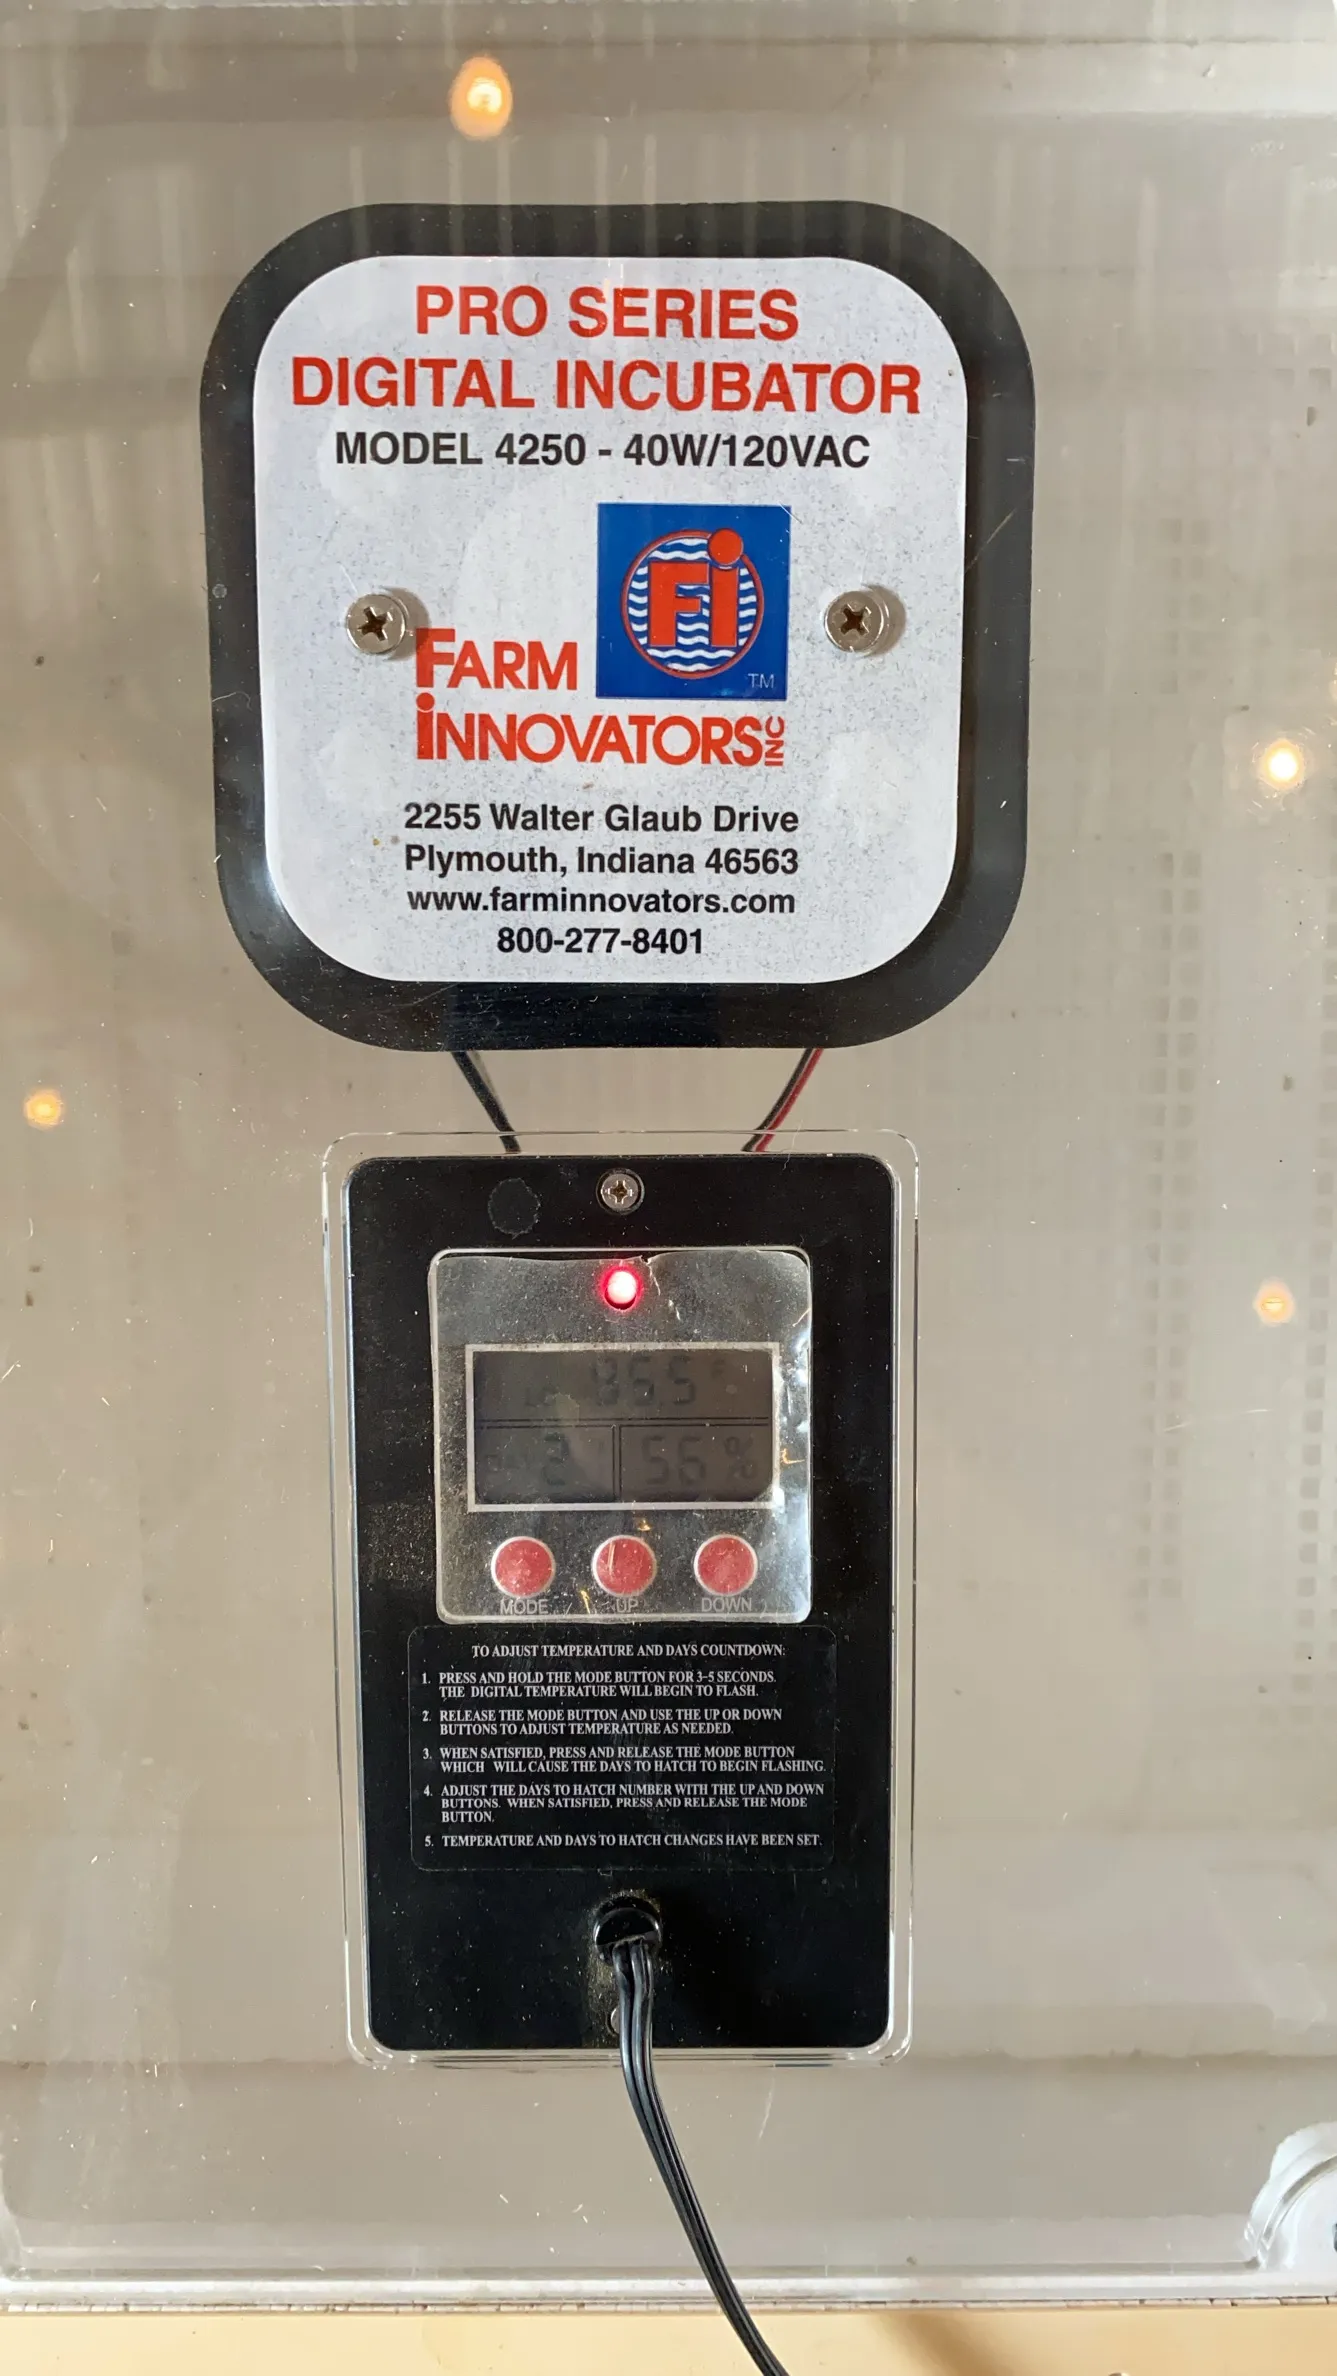 PRO SERIES
DIGITAL INCUBATOR
MODEL 4250 - 40W/120VAC
Fi
TM
FARM
INNOVATORS INC
2255 Walter Glaub Drive
Plymouth, Indiana 46563
www.farminnovators.com
800-277-8401
86.5 °F
2
56 %
MODE UP DOWN
TO ADJUST TEMPERATURE AND DAYS COUNTDOWN:
1. PRESS AND HOLD THE MODE BUTTON FOR 3-5 SECONDS.
THE DIGITAL TEMPERATURE WILL BEGIN TO FLASH.
2. RELEASE THE MODE BUTTON AND USE THE UP OR DOWN
BUTTONS TO ADJUST TEMPERATURE AS NEEDED.
3. WHEN SATISFIED, PRESS AND RELEASE THE MODE BUTTON
WHICH WILL CAUSE THE DAYS TO HATCH TO BEGIN FLASHING.
4. ADJUST THE DAYS TO HATCH NUMBER WITH THE UP AND DOWN
BUTTONS. WHEN SATISFIED, PRESS AND RELEASE THE MODE
BUTTON.
5. TEMPERATURE AND DAYS TO HATCH CHANGES HAVE BEEN SET.